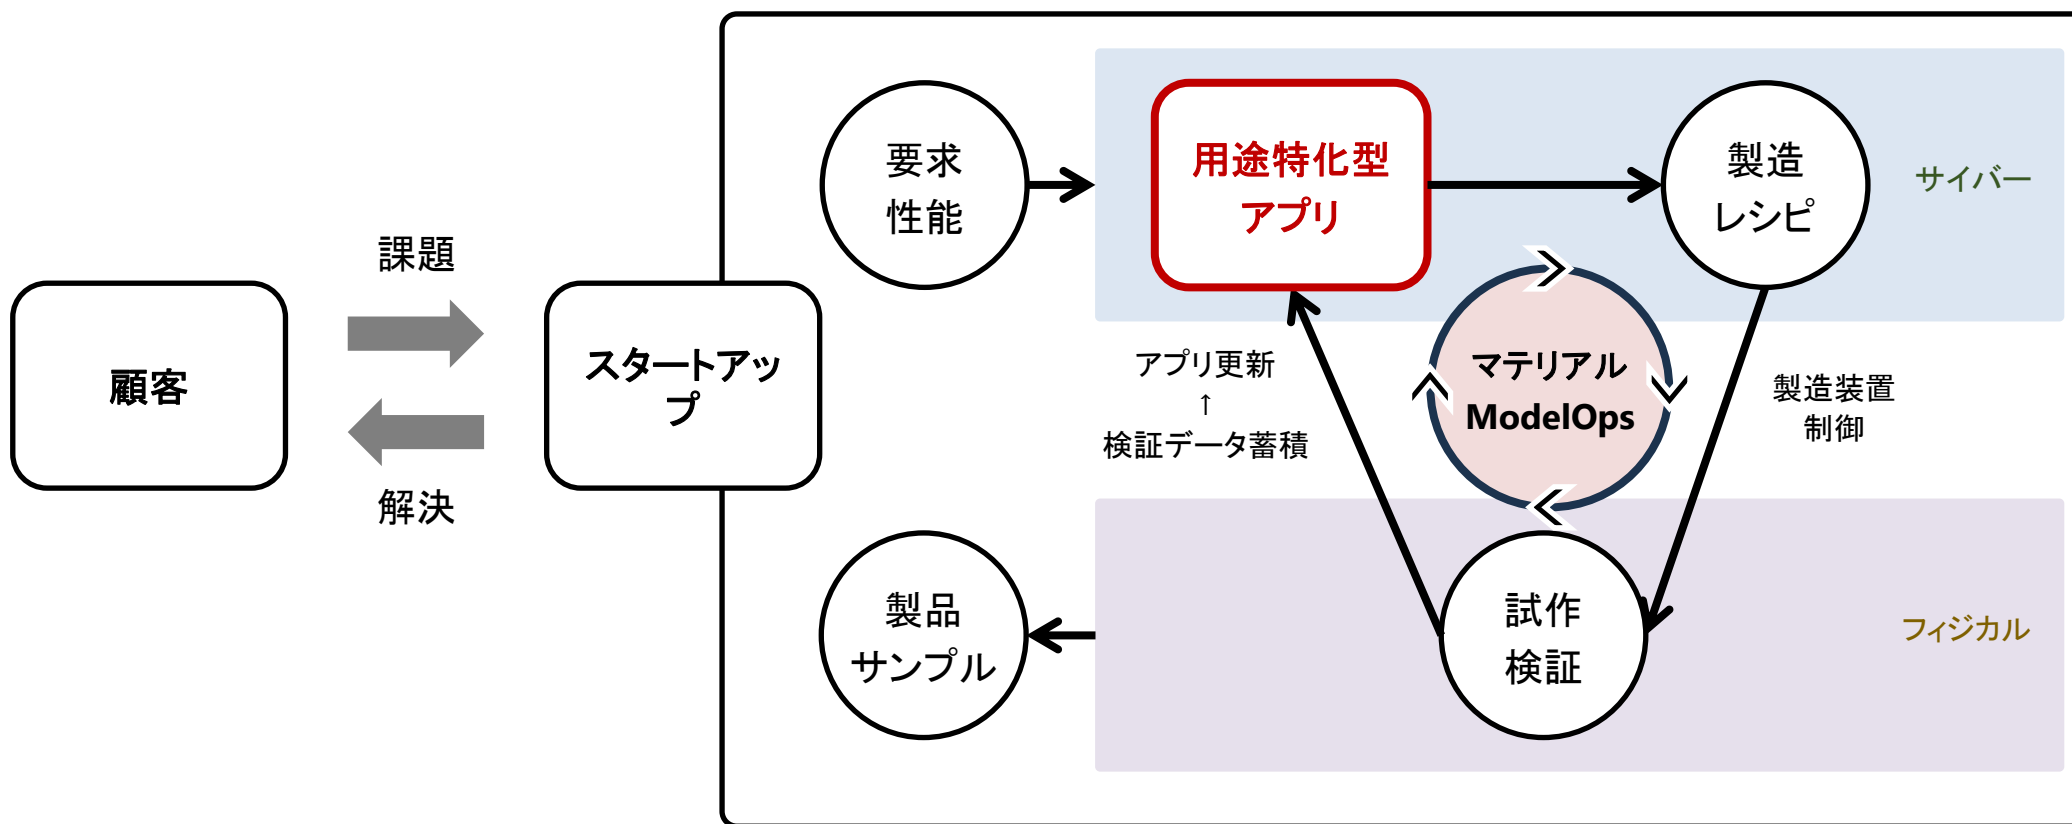 顧客
課題
解決
スタートアッ
プ
要求
性能
用途特化型
アプリ
製造
レシピ
サイバー
アプリ更新
↑
検証データ蓄積
マテリアル
ModelOps
製造装置
制御
製品
サンプル
試作
検証
フィジカル